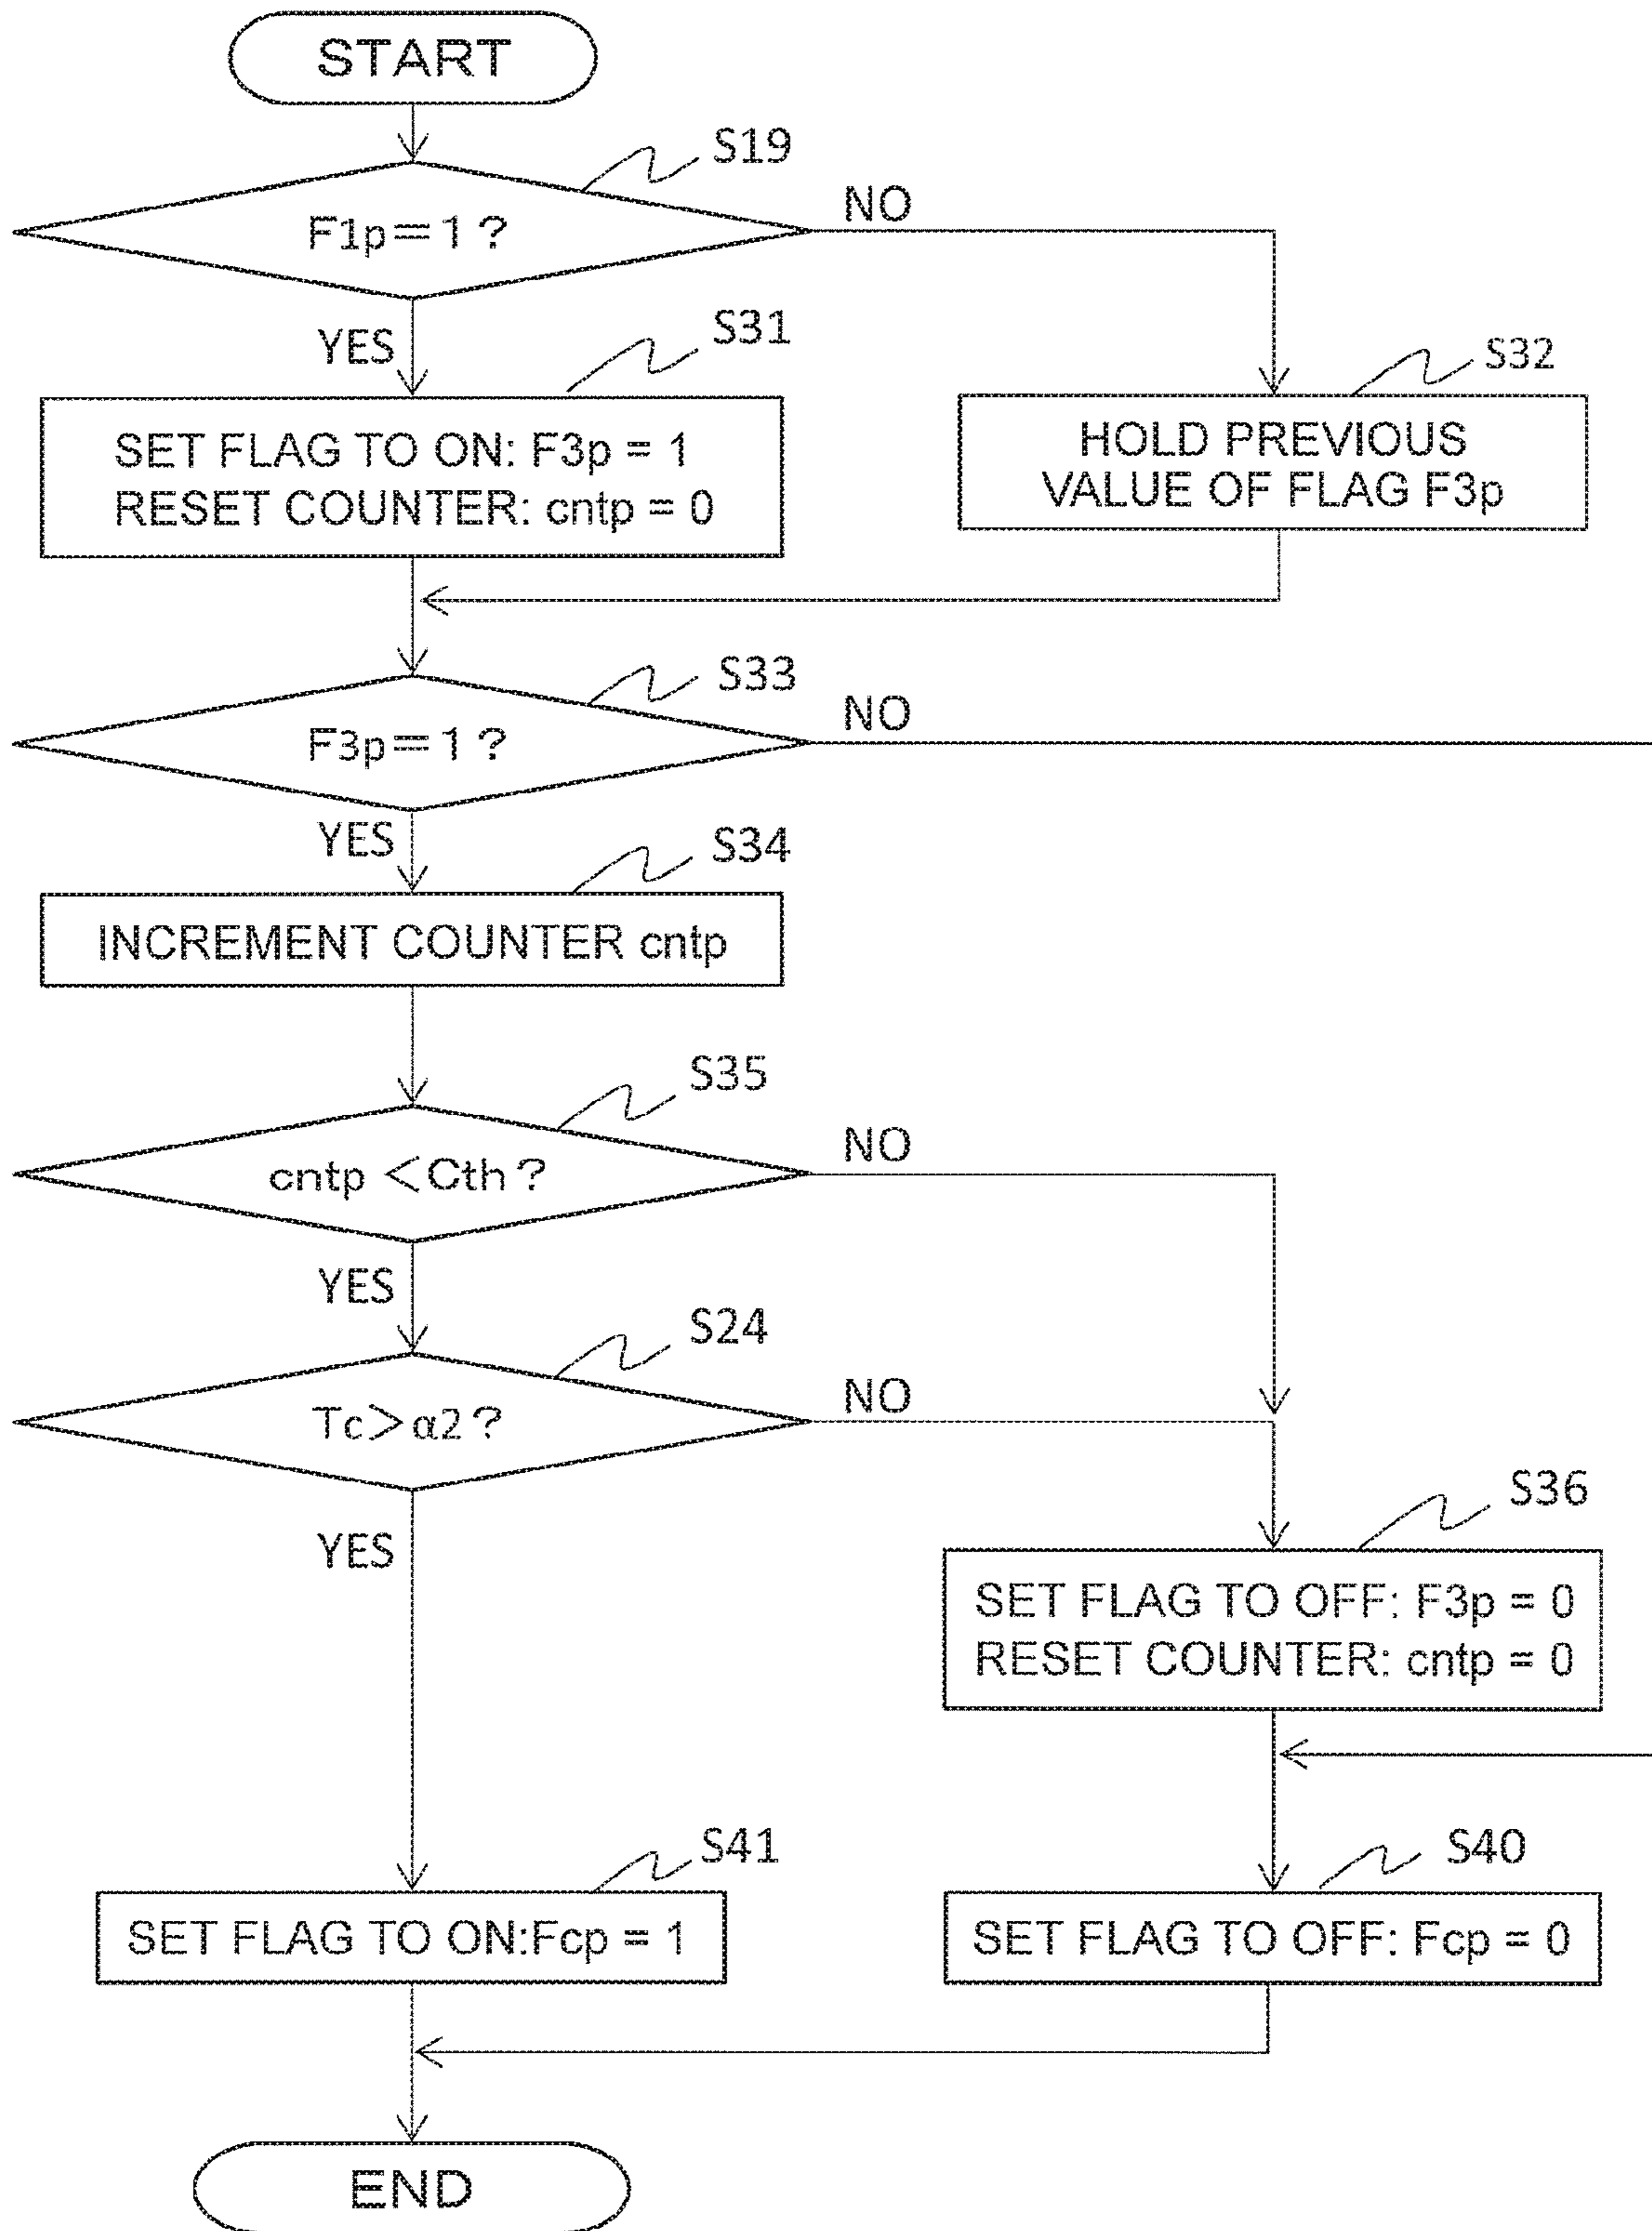 START
S19
F1p＝1？
NO
YES
S31
S32
SET FLAG TO ON: F3p = 1
RESET COUNTER: cntp = 0
HOLD PREVIOUS
VALUE OF FLAG F3p
S33
F3p＝1？
NO
YES
S34
INCREMENT COUNTER cntp
S35
cntp＜Cth？
NO
YES
S24
Tc＞α2？
NO
YES
S36
SET FLAG TO OFF: F3p = 0
RESET COUNTER: cntp = 0
S41
S40
SET FLAG TO ON:Fcp = 1
SET FLAG TO OFF: Fcp = 0
END